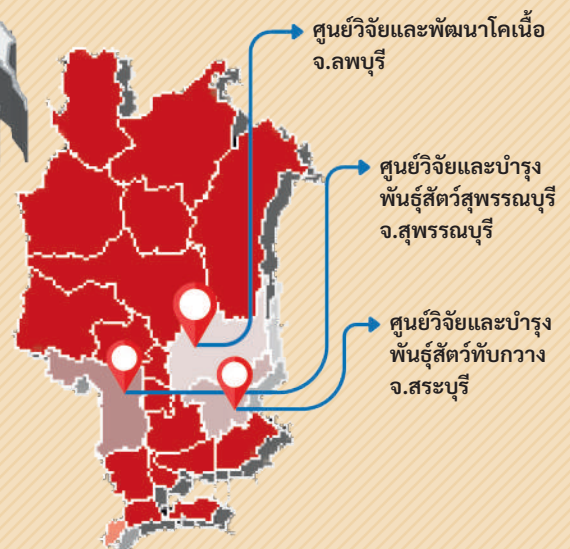 ศูนย์วิจัยและพัฒนาโคเนื้อ
จ.ลพบุรี
ศูนย์วิจัยและบำรุง
พันธุ์สัตว์สุพรรณบุรี
จ.สุพรรณบุรี
ศูนย์วิจัยและบำรุง
พันธุ์สัตว์ทับกวาง
จ.สระบุรี